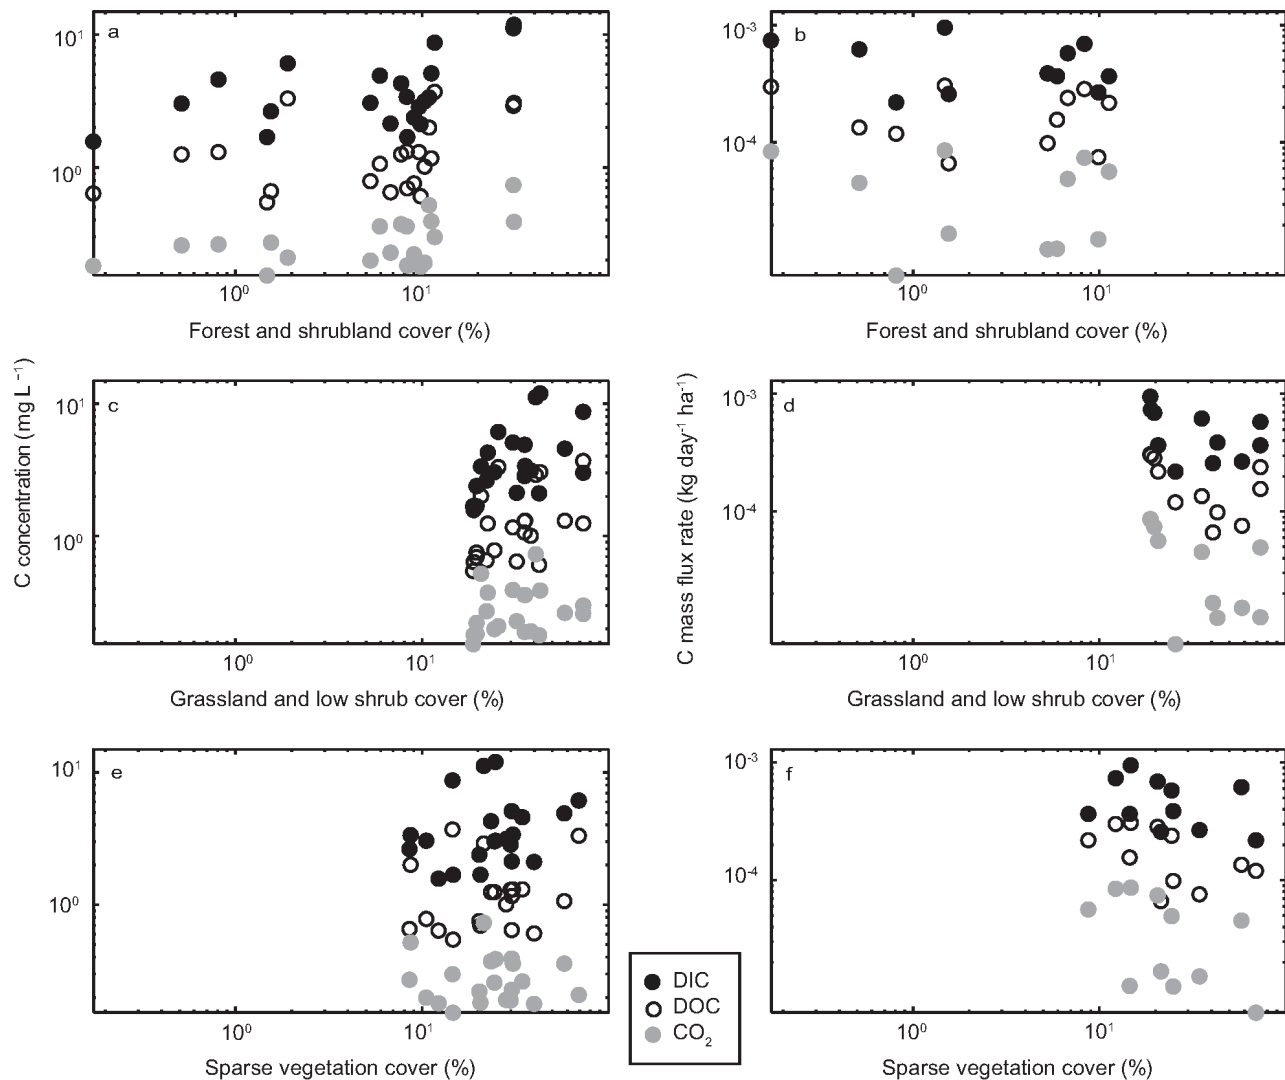 a
10¹
10⁰
10⁰ 10¹
Forest and shrubland cover (%)
b
10⁻³
10⁻⁴
10⁰ 10¹
Forest and shrubland cover (%)
C concentration (mg L⁻¹)
c
10¹
10⁰
10⁰ 10¹
Grassland and low shrub cover (%)
C mass flux rate (kg day⁻¹ ha⁻¹)
d
10⁻³
10⁻⁴
10⁰ 10¹
Grassland and low shrub cover (%)
e
10¹
10⁰
10⁰ 10¹
Sparse vegetation cover (%)
DIC
DOC
CO₂
f
10⁻³
10⁻⁴
10⁰ 10¹
Sparse vegetation cover (%)